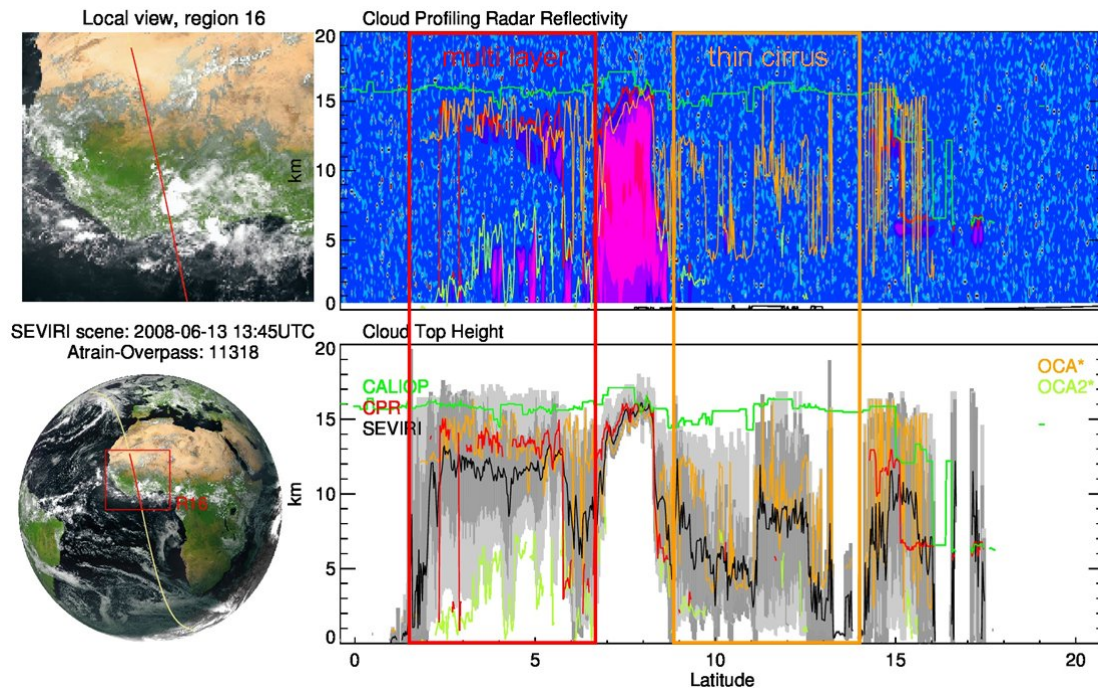 Local view, region 16
Cloud Profiling Radar Reflectivity
20
15
10
5
0
km
multi layer
thin cirrus
SEVIRI scene: 2008-06-13 13:45UTC
Atrain-Overpass: 11318
R16
Cloud Top Height
20
15
10
5
0
km
CALIOP
CPR
SEVIRI
OCA*
OCA2*
0
5
10
15
20
Latitude